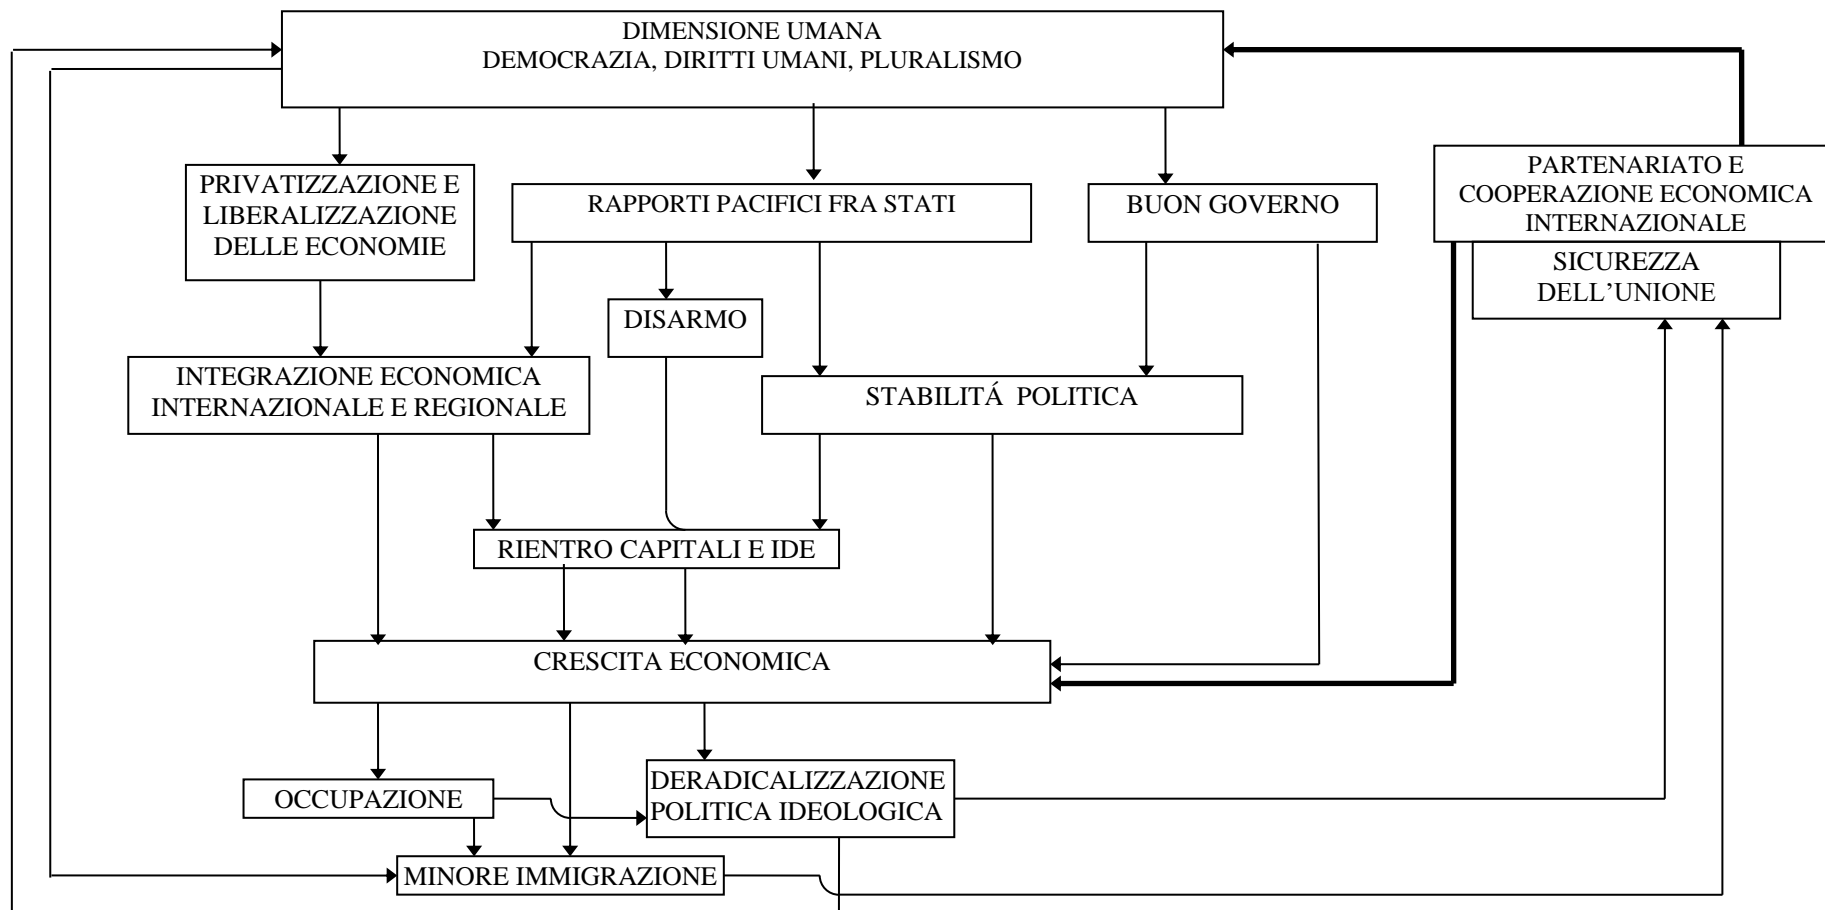 DIMENSIONE UMANA
DEMOCRAZIA, DIRITTI UMANI, PLURALISMO
PRIVATIZZAZIONE E
LIBERALIZZAZIONE
DELLE ECONOMIE
RAPPORTI PACIFICI FRA STATI
BUON GOVERNO
PARTENARIATO E
COOPERAZIONE ECONOMICA
INTERNAZIONALE
SICUREZZA
DELL’UNIONE
DISARMO
INTEGRAZIONE ECONOMICA
INTERNAZIONALE E REGIONALE
STABILITÁ POLITICA
RIENTRO CAPITALI E IDE
CRESCITA ECONOMICA
OCCUPAZIONE
DERADICALIZZAZIONE
POLITICA IDEOLOGICA
MINORE IMMIGRAZIONE